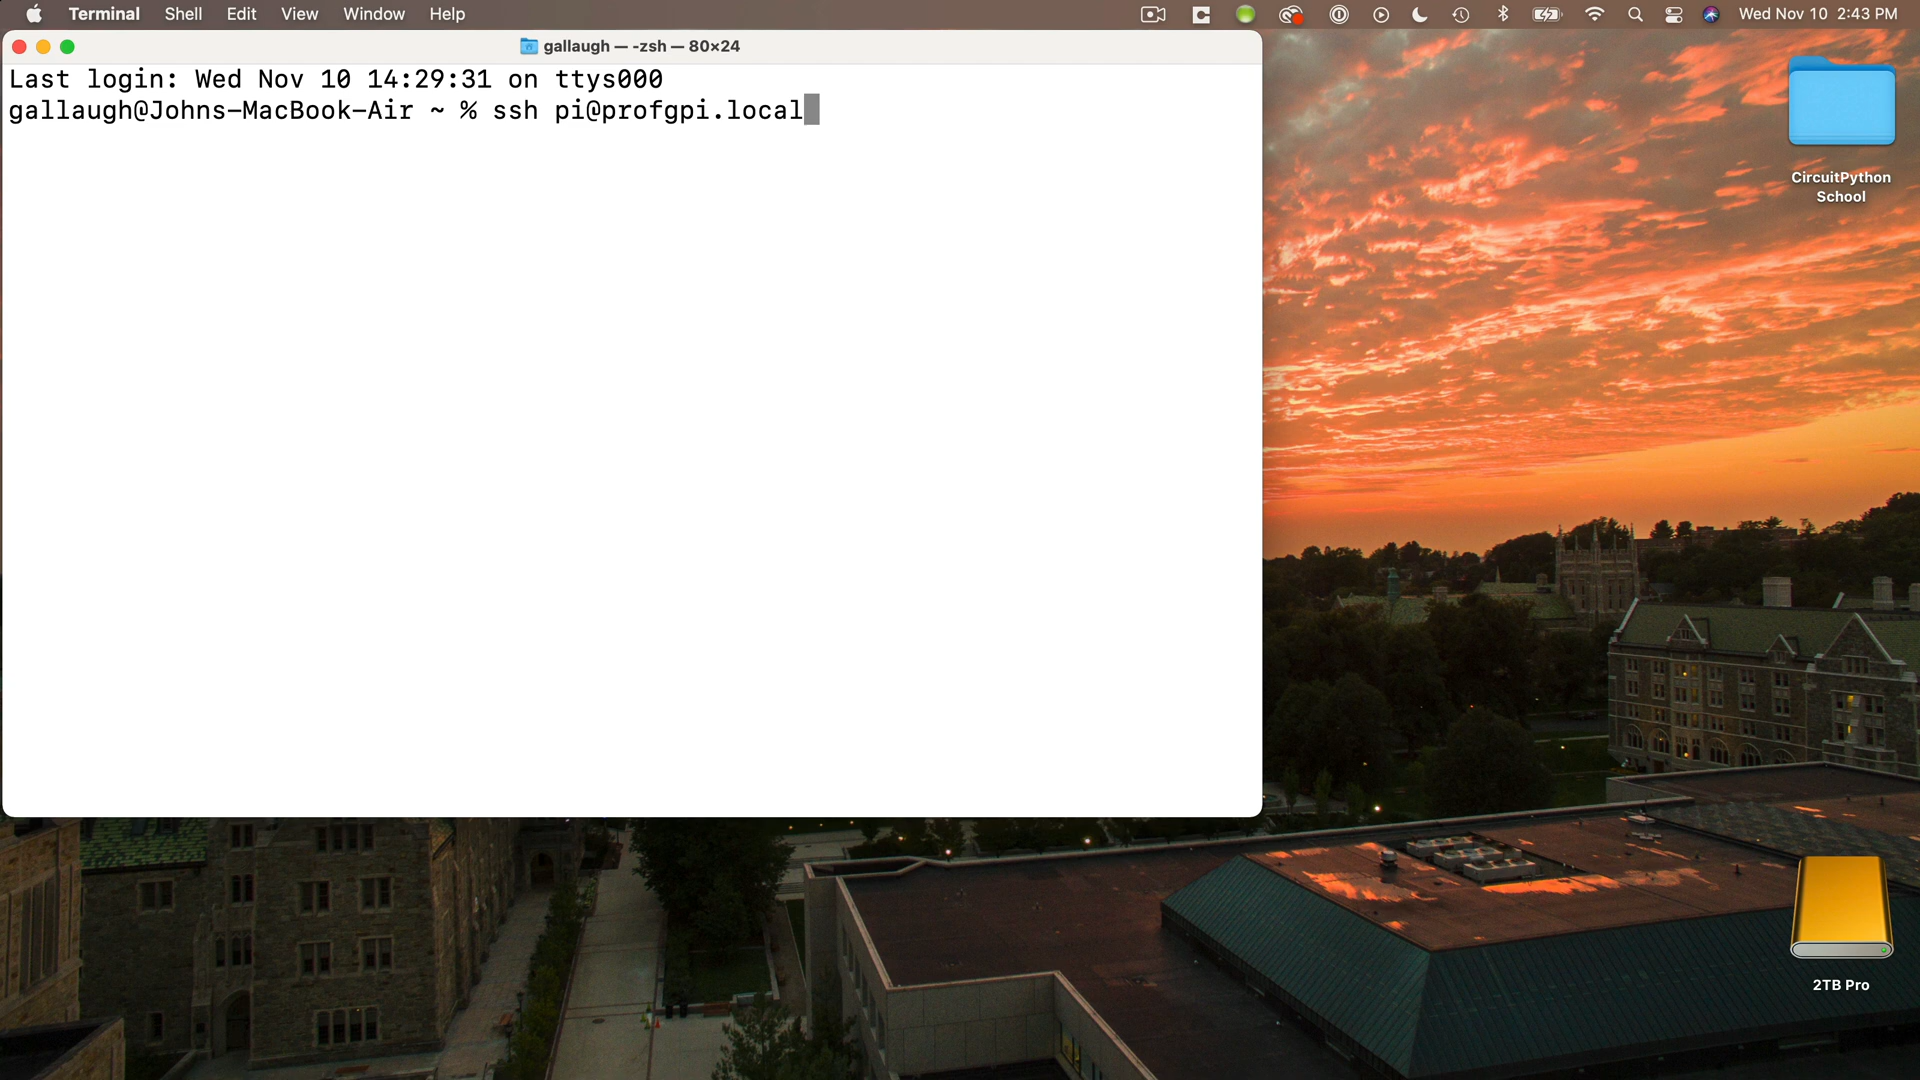 Terminal Shell Edit View Window Help Wed Nov 10 2:43 PM
gallaugh — -zsh — 80×24
Last login: Wed Nov 10 14:29:31 on ttys000
gallaugh@Johns-MacBook-Air ~ % ssh pi@profgpi.local
CircuitPython
School
2TB Pro